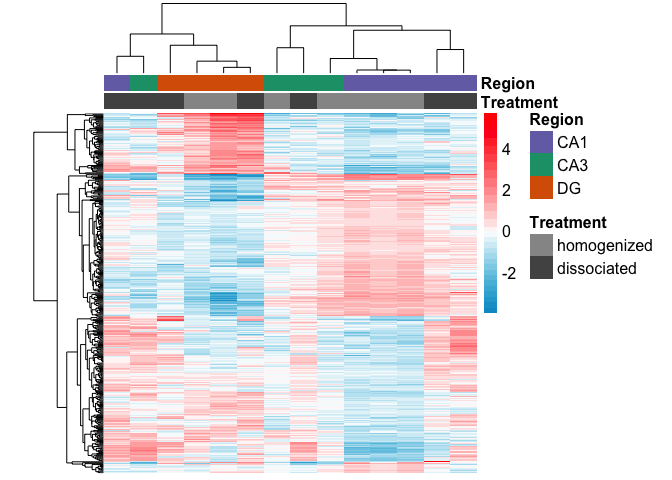 Region
Treatment
4
2
0
-2
Region
CA1
CA3
DG
Treatment
homogenized
dissociated